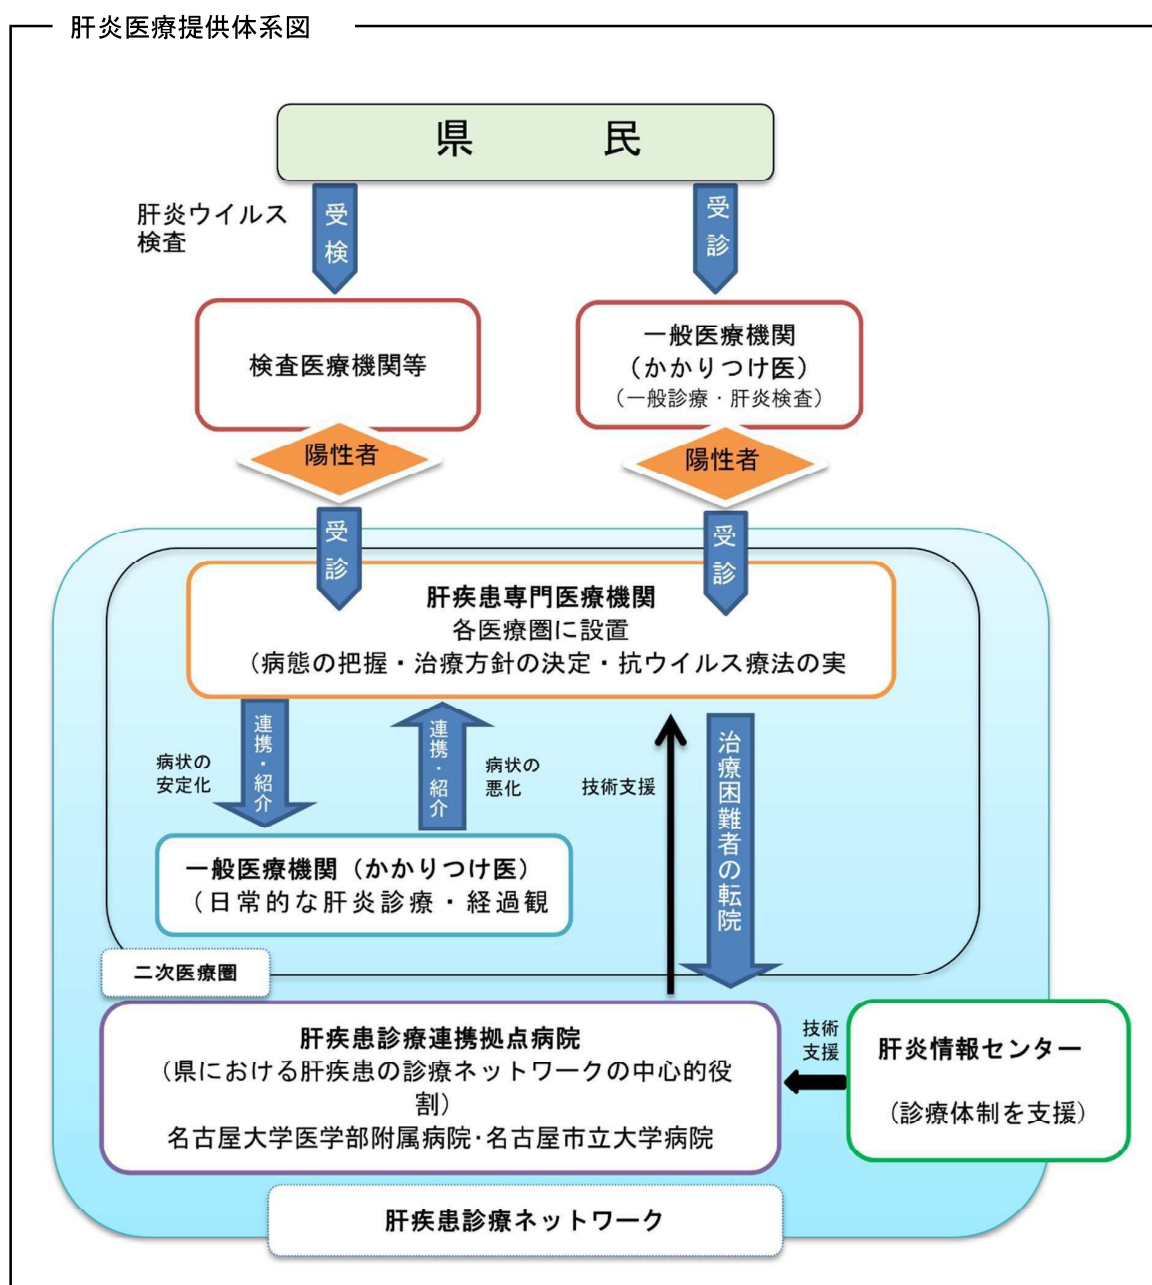 肝炎医療提供体系図
県 民
肝炎ウイルス
検査
受検
受診
検査医療機関等
一般医療機関
(かかりつけ医)
(一般診療・肝炎検査)
陽性者
陽性者
受診
受診
肝疾患専門医療機関
各医療圏に設置
(病態の把握・治療方針の決定・抗ウイルス療法の実
病状の
安定化
連携・紹介
連携・紹介
病状の
悪化
技術支援
治療困難者の転院
一般医療機関(かかりつけ医)
(日常的な肝炎診療・経過観
二次医療圏
肝疾患診療連携拠点病院
(県における肝疾患の診療ネットワークの中心的役
割)
名古屋大学医学部附属病院・名古屋市立大学病院
技術
支援
肝炎情報センター
(診療体制を支援)
肝疾患診療ネットワーク